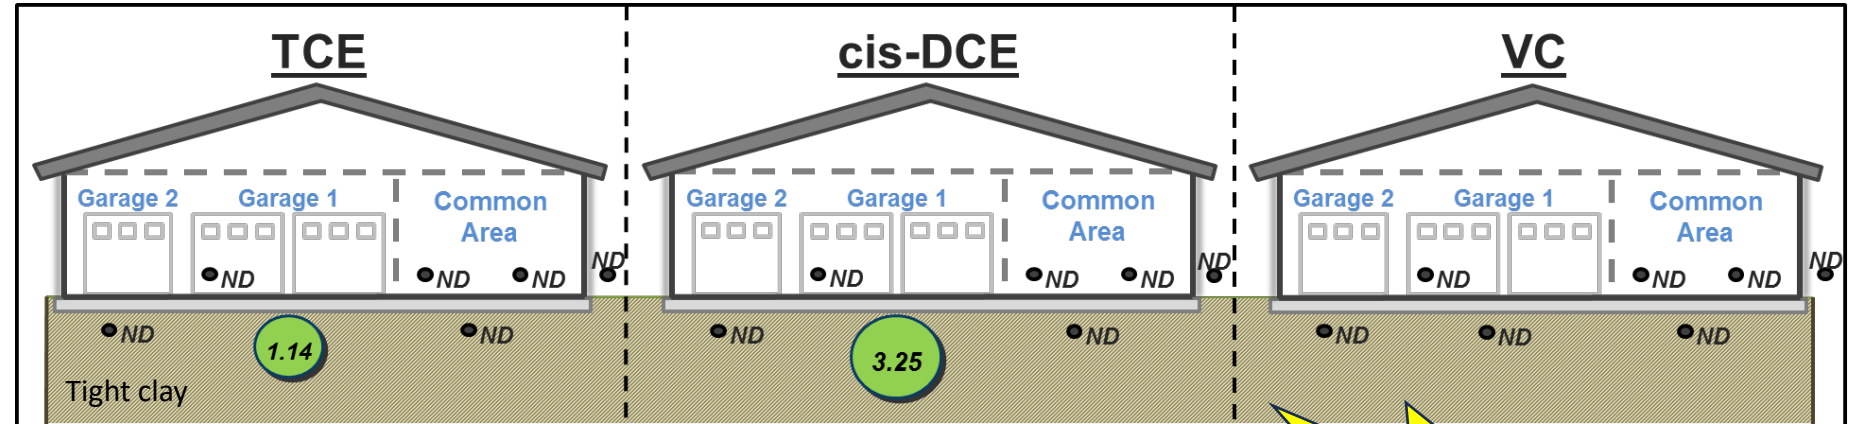 TCE
cis-DCE
VC
Garage 2
Garage 1
Common
Area
ND
ND
ND
ND
Garage 2
Garage 1
Common
Area
ND
ND
ND
ND
Garage 2
Garage 1
Common
Area
ND
ND
ND
ND
ND
1.14
ND
ND
3.25
ND
ND
ND
ND
Tight clay